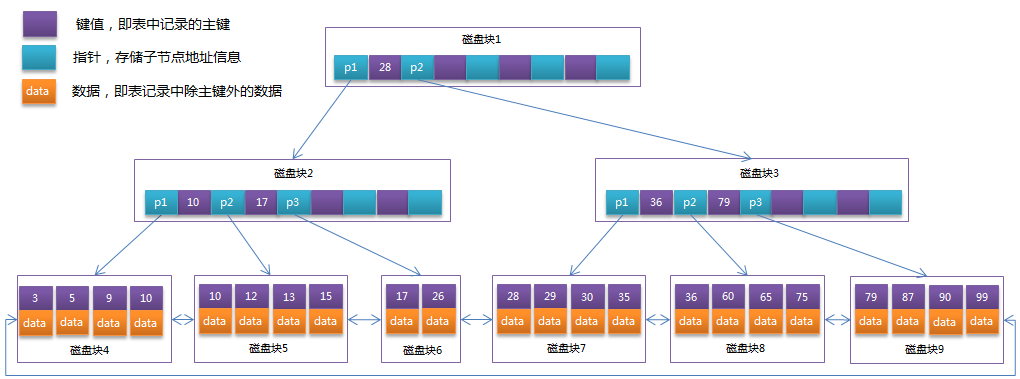 键值，即表中记录的主键
指针，存储子节点地址信息
data 数据，即表记录中除主键外的数据
磁盘块1
p1 28 p2
磁盘块2
p1 10 p2 17 p3
磁盘块3
p1 36 p2 79 p3
3 5 9 10
data data data data
磁盘块4
10 12 13 15
data data data data
磁盘块5
17 26
data data
磁盘块6
28 29 30 35
data data data data
磁盘块7
36 60 65 75
data data data data
磁盘块8
79 87 90 99
data data data data
磁盘块9